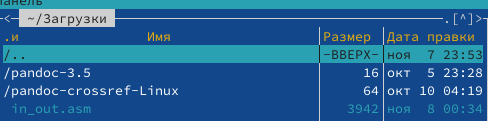 панель
~/Загрузки .[^]>
.и Имя Размер Дата правки
/.. -ВВЕРХ- ноя 7 23:53
/pandoc-3.5 16 окт 5 23:28
/pandoc-crossref-Linux 64 окт 10 04:19
in_out.asm 3942 ноя 8 00:34